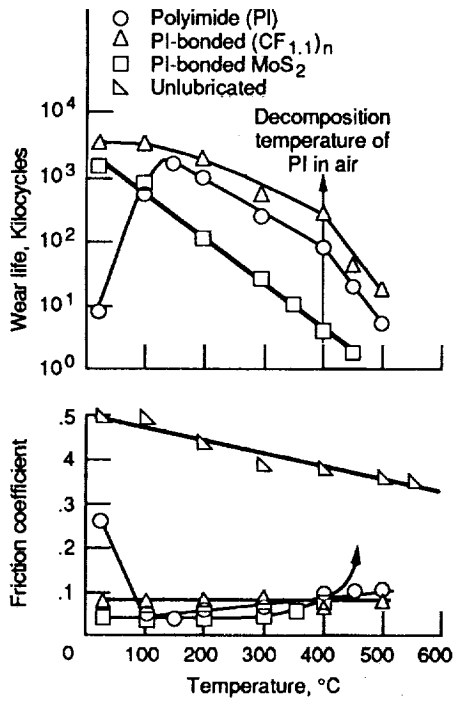 Polyimide (PI)
PI-bonded (CF1.1)n
PI-bonded MoS2
Unlubricated
Decomposition
temperature of
PI in air
Wear life, Kilocycles
10^4
10^3
10^2
10^1
10^0
Friction coefficient
.5
.4
.3
.2
.1
0 100 200 300 400 500 600
Temperature, °C